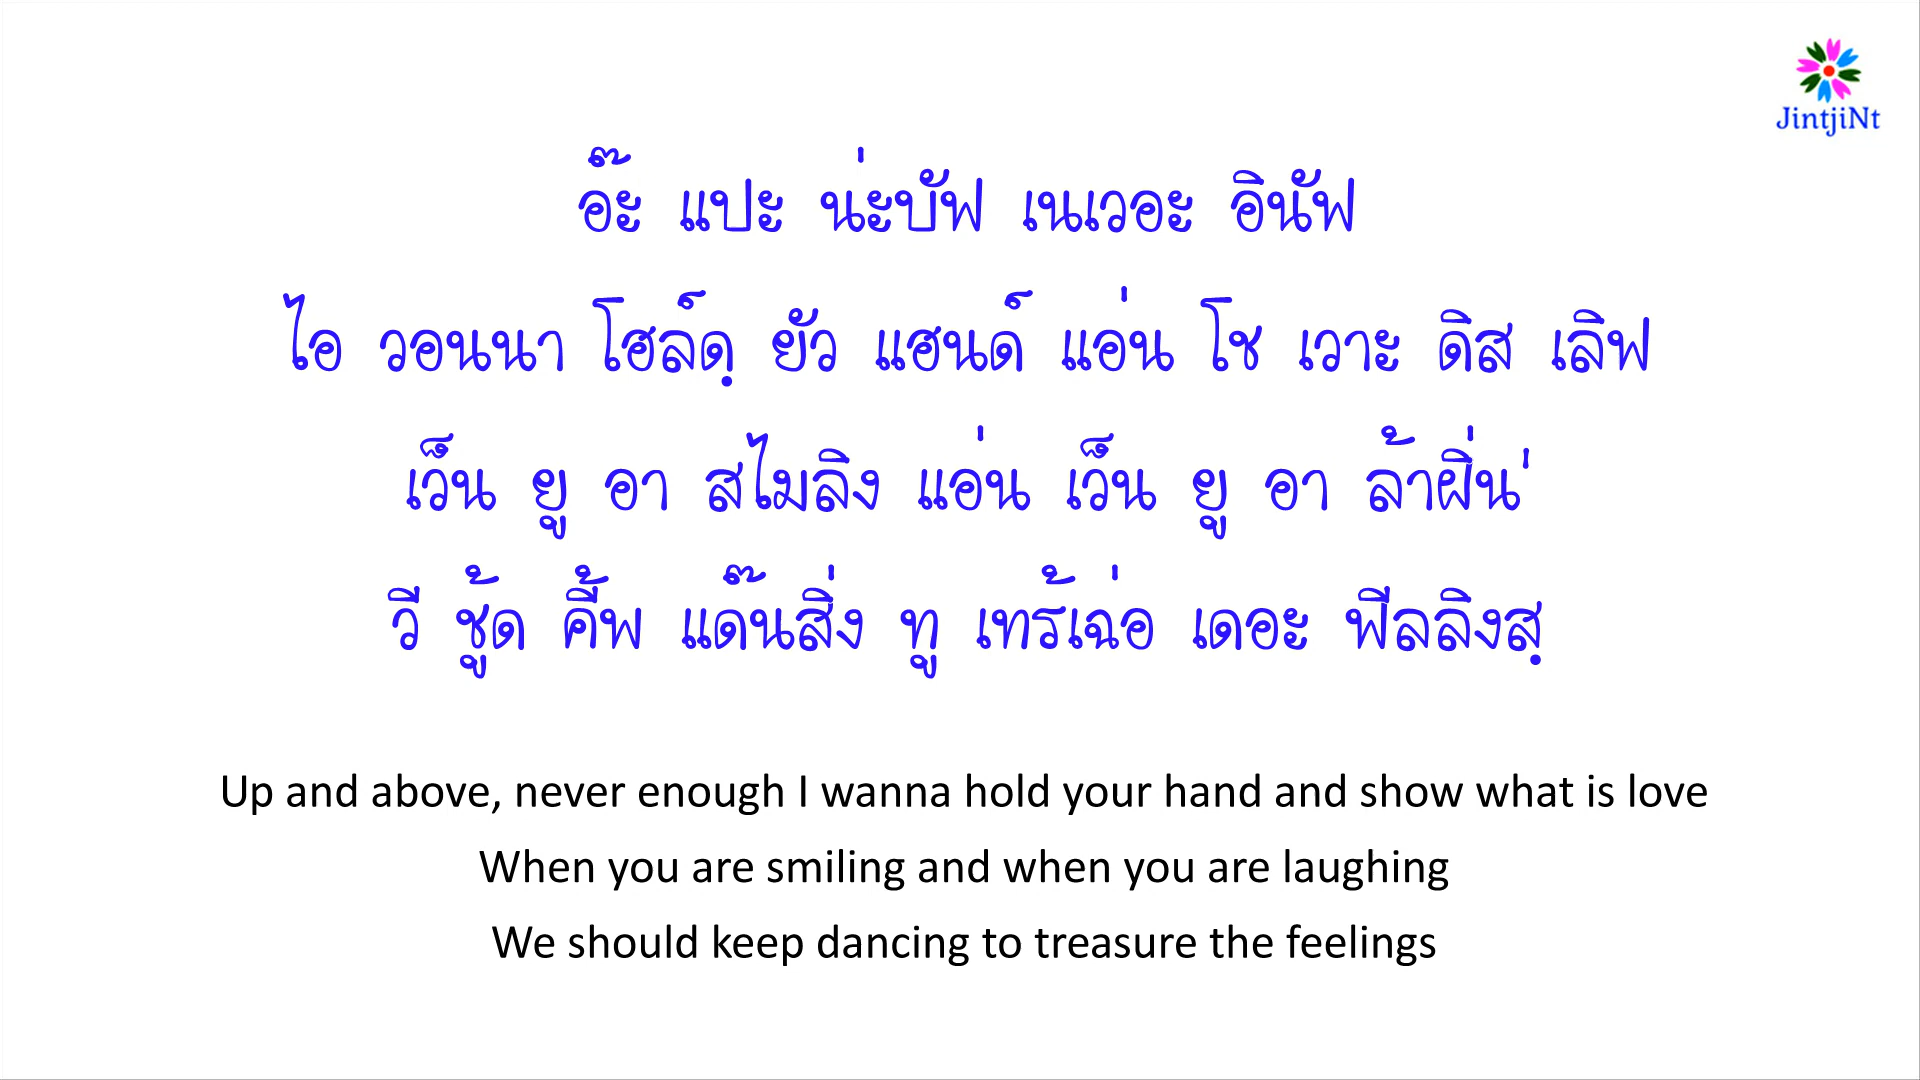 JintjiNt
อ๊ะ แปะ น่ะบัฟ เนเวอะ อินัฟ
ไอ วอนนา โฮล์ดฺ ยัว แฮนด์ แอ่น โช เวาะ ดิส เลิฟ
เว็น ยู อา สไมลิง แอ่น เว็น ยู อา ล้าฝิ่น่
วี ชู้ด คี้พ แด๊นสิ่ง ทู เทร้เฉ่อ เดอะ ฟีลลิงสฺ
Up and above, never enough I wanna hold your hand and show what is love
When you are smiling and when you are laughing
We should keep dancing to treasure the feelings